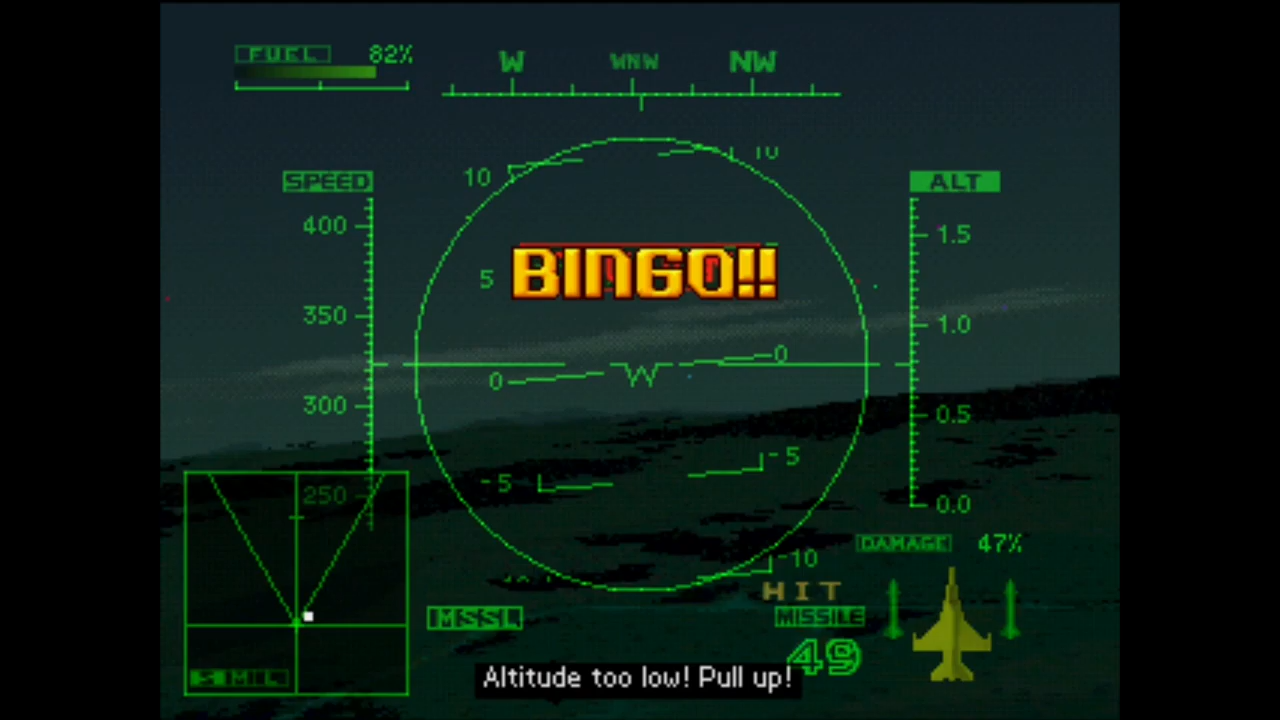 FUEL 82%
W WNW NW
10 10
SPEED ALT
400 1.5
5 BINGO!!
350 1.0
0 0
300 0.5
-5 -5
250 0.0
DAMAGE 47%
-10
HIT
MSSL MISSILE
49
5 MIL
Altitude too low! Pull up!